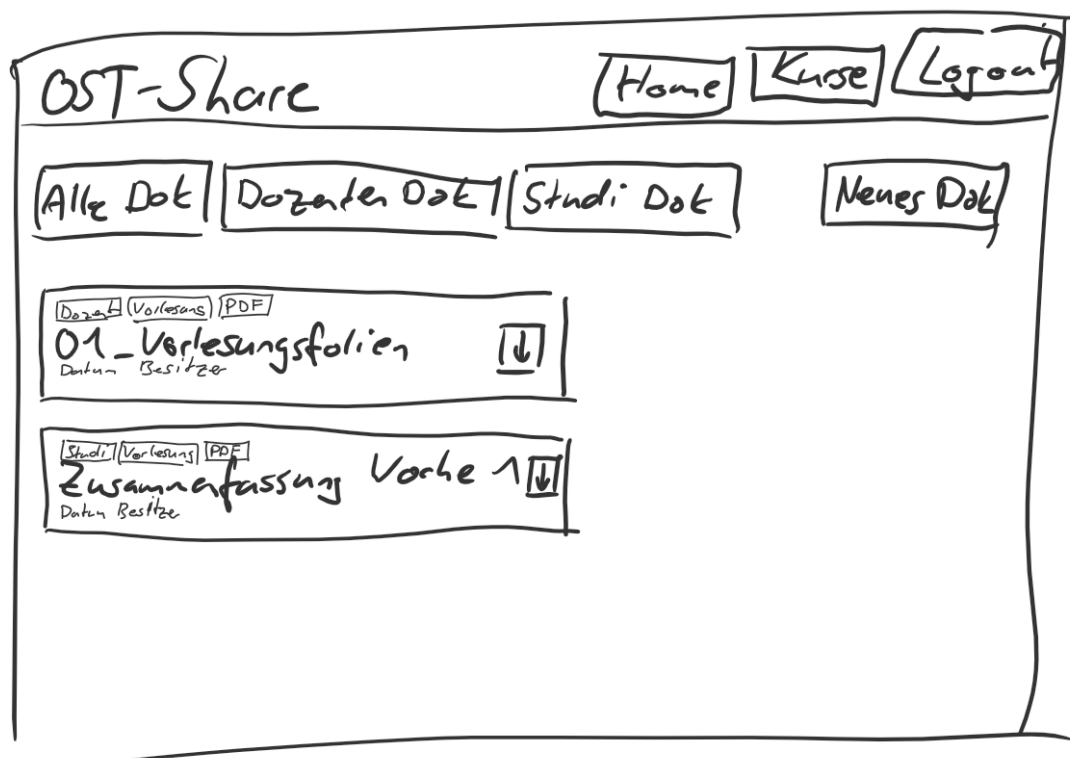 OST-Share Home Kurse Logout
Alle Dok Dozenten Dok Studi Dok Neues Dok
Dozent Vorlesung PDF
01_Vorlesungsfolien
Datum Besitzer
Studi Vorlesung PDF
Zusammenfassung Woche 1
Datum Besitzer